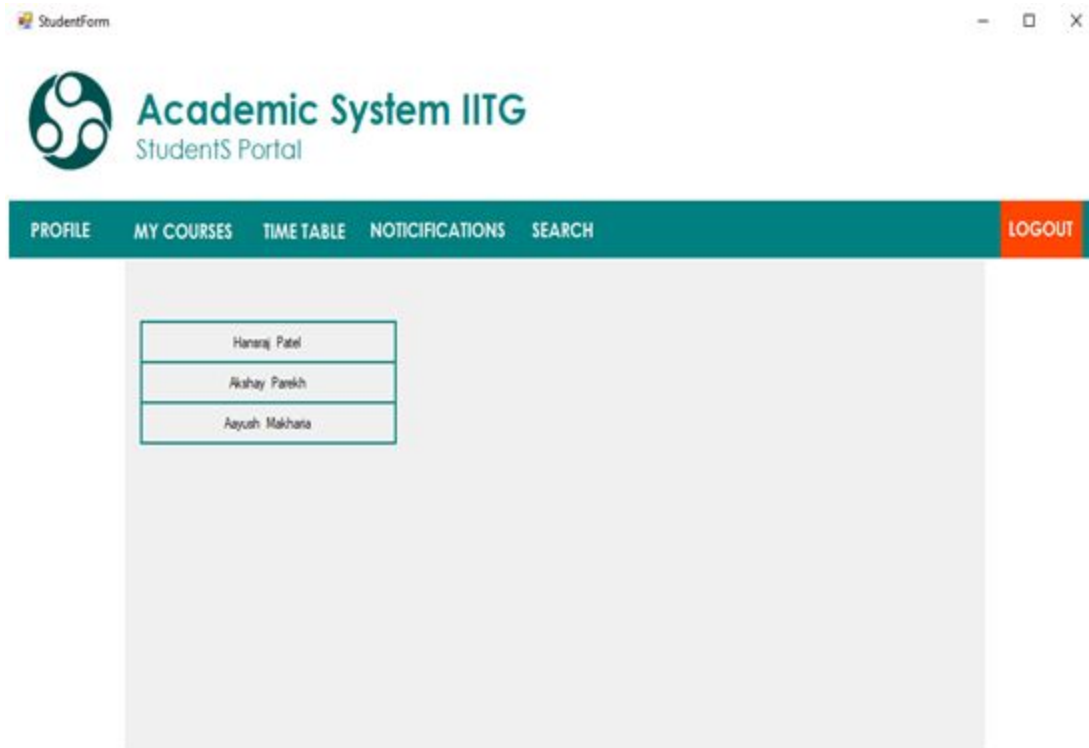 StudentForm
Academic System IITG
StudentS Portal
PROFILE MY COURSES TIME TABLE NOTICIFICATIONS SEARCH LOGOUT
Hansraj Patel
Akshay Parekh
Aayush Makharia